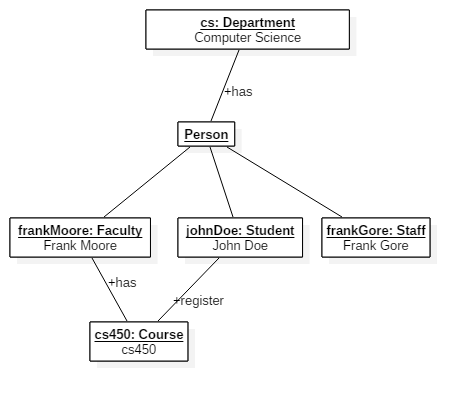 cs: Department
Computer Science
+has
Person
frankMoore: Faculty
Frank Moore
johnDoe: Student
John Doe
frankGore: Staff
Frank Gore
+has
+register
cs450: Course
cs450